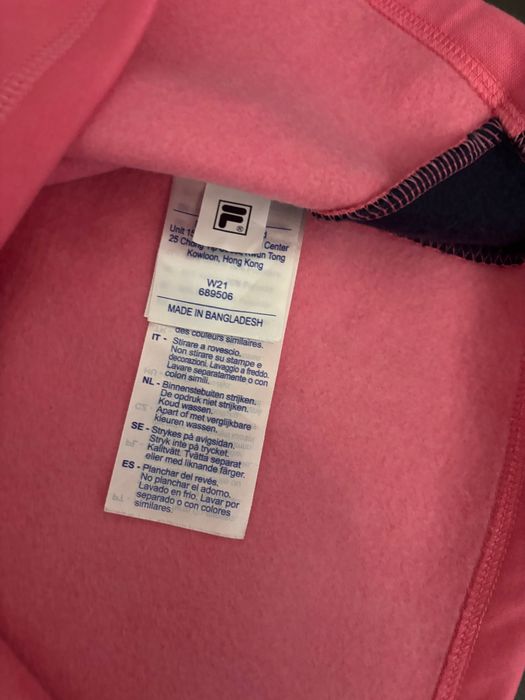 Unit
Center
Tong
Kowloon, Hong Kong
W21
689506
MADE IN BANGLADESH
des couleurs similaires.
IT - Stirare a rovescio.
Non stirare su stampe e
decorazioni. Lavaggio a freddo.
Lavare separatamente o con
colori simili.
NL - Binnenstebuiten strijken.
De opdruk niet strijken.
Koud wassen.
Apart of met vergelijkbare
kleuren wassen.
SE - Strykes på avigsidan.
Stryk inte på trycket.
Kalltvätt. Tvätta separat
eller med liknande färger.
ES - Planchar del revés.
No planchar el adorno.
Lavado en frío. Lavar por
separado o con colores
similares.